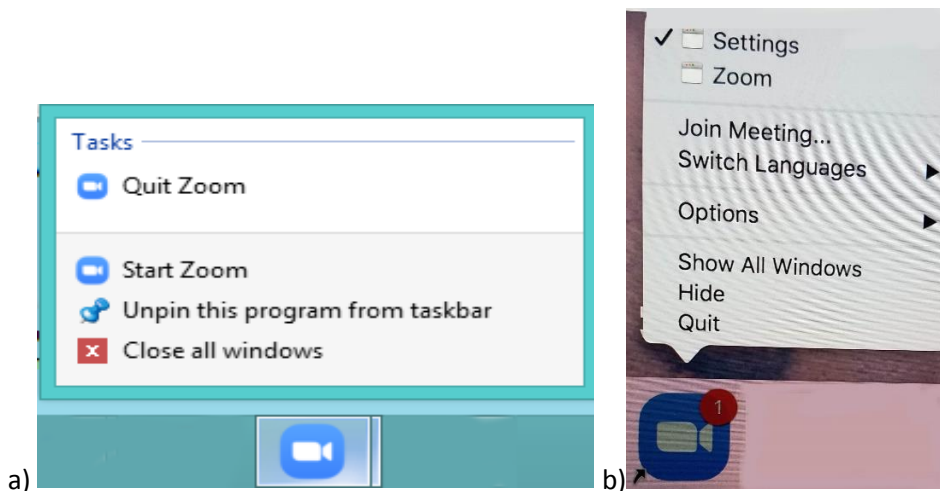 Tasks
Quit Zoom
Start Zoom
Unpin this program from taskbar
Close all windows
a)
Settings
Zoom
Join Meeting...
Switch Languages
Options
Show All Windows
Hide
Quit
1
b)